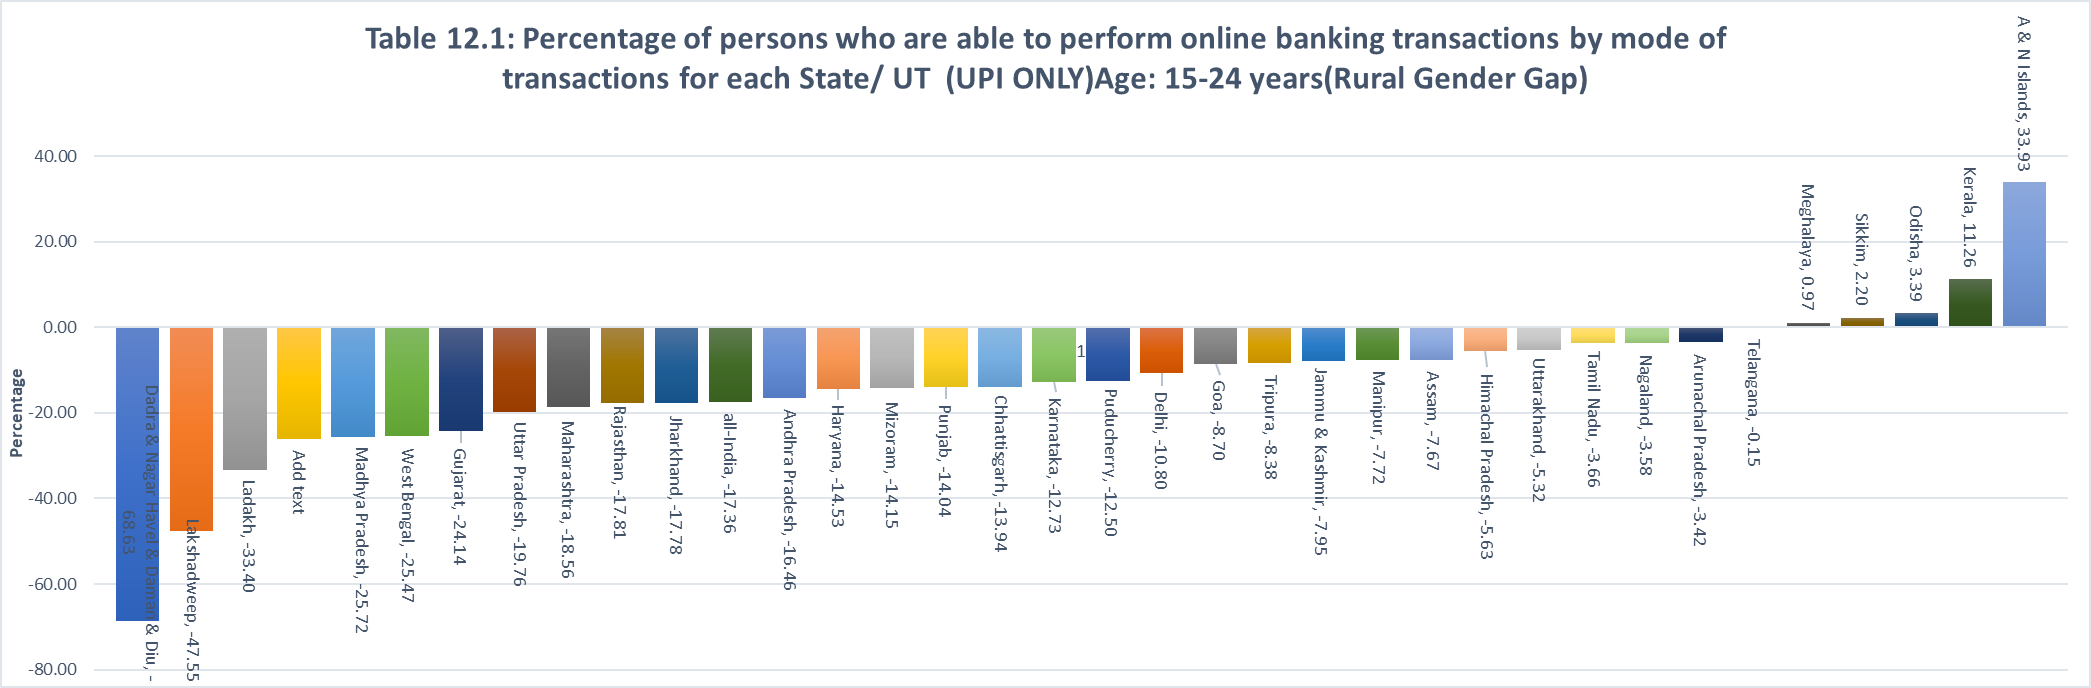 Table 12.1: Percentage of persons who are able to perform online banking transactions by mode of
transactions for each State/ UT (UPI ONLY)Age: 15-24 years(Rural Gender Gap)
Percentage
40.00
20.00
0.00
-20.00
-40.00
-60.00
-80.00
Dadra & Nagar Haveli & Daman & Diu, -
68.63
Lakshadweep, -47.55
Ladakh, -33.40
Add text
Madhya Pradesh, -25.72
West Bengal, -25.47
Gujarat, -24.14
Uttar Pradesh, -19.76
Maharashtra, -18.56
Rajasthan, -17.81
Jharkhand, -17.78
all-India, -17.36
Andhra Pradesh, -16.46
Haryana, -14.53
Mizoram, -14.15
Punjab, -14.04
Chhattisgarh, -13.94
Karnataka, -12.73
1
Puducherry, -12.50
Delhi, -10.80
Goa, -8.70
Tripura, -8.38
Jammu & Kashmir, -7.95
Manipur, -7.72
Assam, -7.67
Himachal Pradesh, -5.63
Uttarakhand, -5.32
Tamil Nadu, -3.66
Nagaland, -3.58
Arunachal Pradesh, -3.42
Telangana, -0.15
Meghalaya, 0.97
Sikkim, 2.20
Odisha, 3.39
Kerala, 11.26
A & N Islands, 33.93